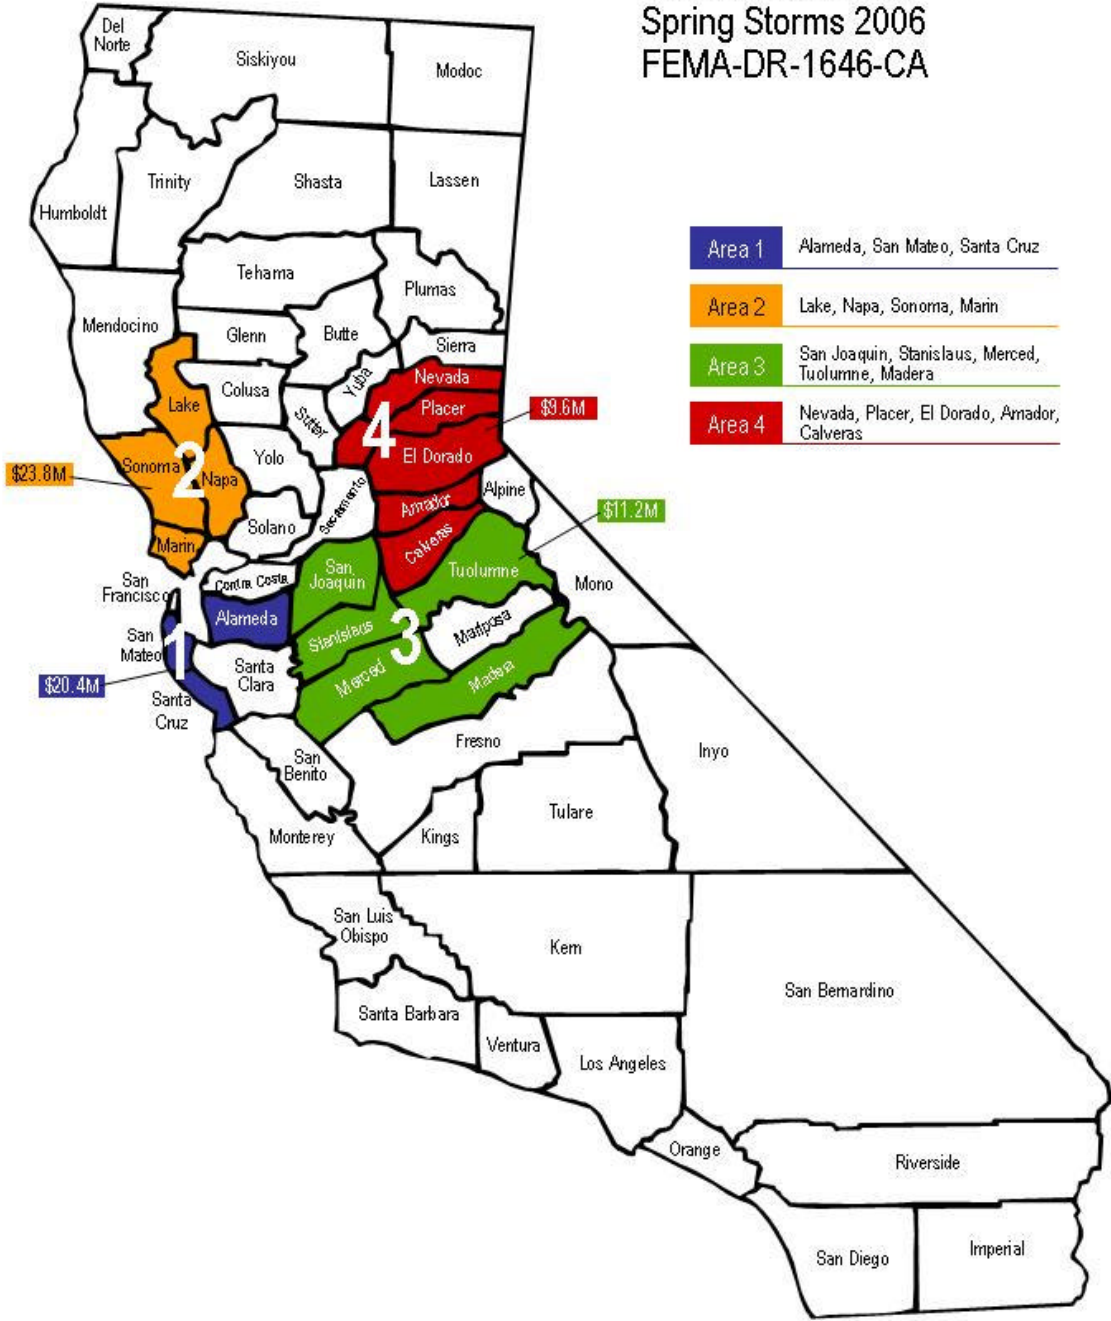 Spring Storms 2006
FEMA-DR-1646-CA
Del
Norte
Siskiyou
Modoc
Humboldt
Trinity
Shasta
Lassen
Area 1
Alameda, San Mateo, Santa Cruz
Area 2
Lake, Napa, Sonoma, Marin
Area 3
San Joaquin, Stanislaus, Merced,
Tuolumne, Madera
Area 4
Nevada, Placer, El Dorado, Amador,
Calveras
Tehama
Plumas
Mendocino
Glenn
Butte
Sierra
Colusa
Yuba
Nevada
Lake
Sutter
Placer
$9.6M
4
Sonoma
2
Napa
Yolo
El Dorado
$23.8M
Sacramento
Amador
Alpine
Solano
$11.2M
Marin
Calveras
San
Joaquin
Tuolumne
Mono
San
Francisco
Contra Costa
Alameda
Stanislaus
3
Mariposa
San
Mateo
1
Santa
Clara
Merced
Madera
$20.4M
Santa
Cruz
Fresno
Inyo
San
Benito
Monterey
Kings
Tulare
San Luis
Obispo
Kern
San Bernardino
Santa Barbara
Ventura
Los Angeles
Orange
Riverside
San Diego
Imperial